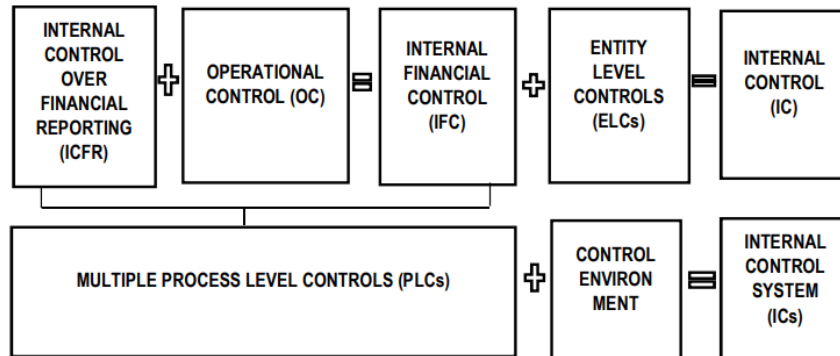 INTERNAL
CONTROL
OVER
FINANCIAL
REPORTING
(ICFR)
OPERATIONAL
CONTROL (OC)
INTERNAL
FINANCIAL
CONTROL
(IFC)
ENTITY
LEVEL
CONTROLS
(ELCs)
INTERNAL
CONTROL
(IC)
MULTIPLE PROCESS LEVEL CONTROLS (PLCs)
CONTROL
ENVIRON
MENT
INTERNAL
CONTROL
SYSTEM
(ICs)